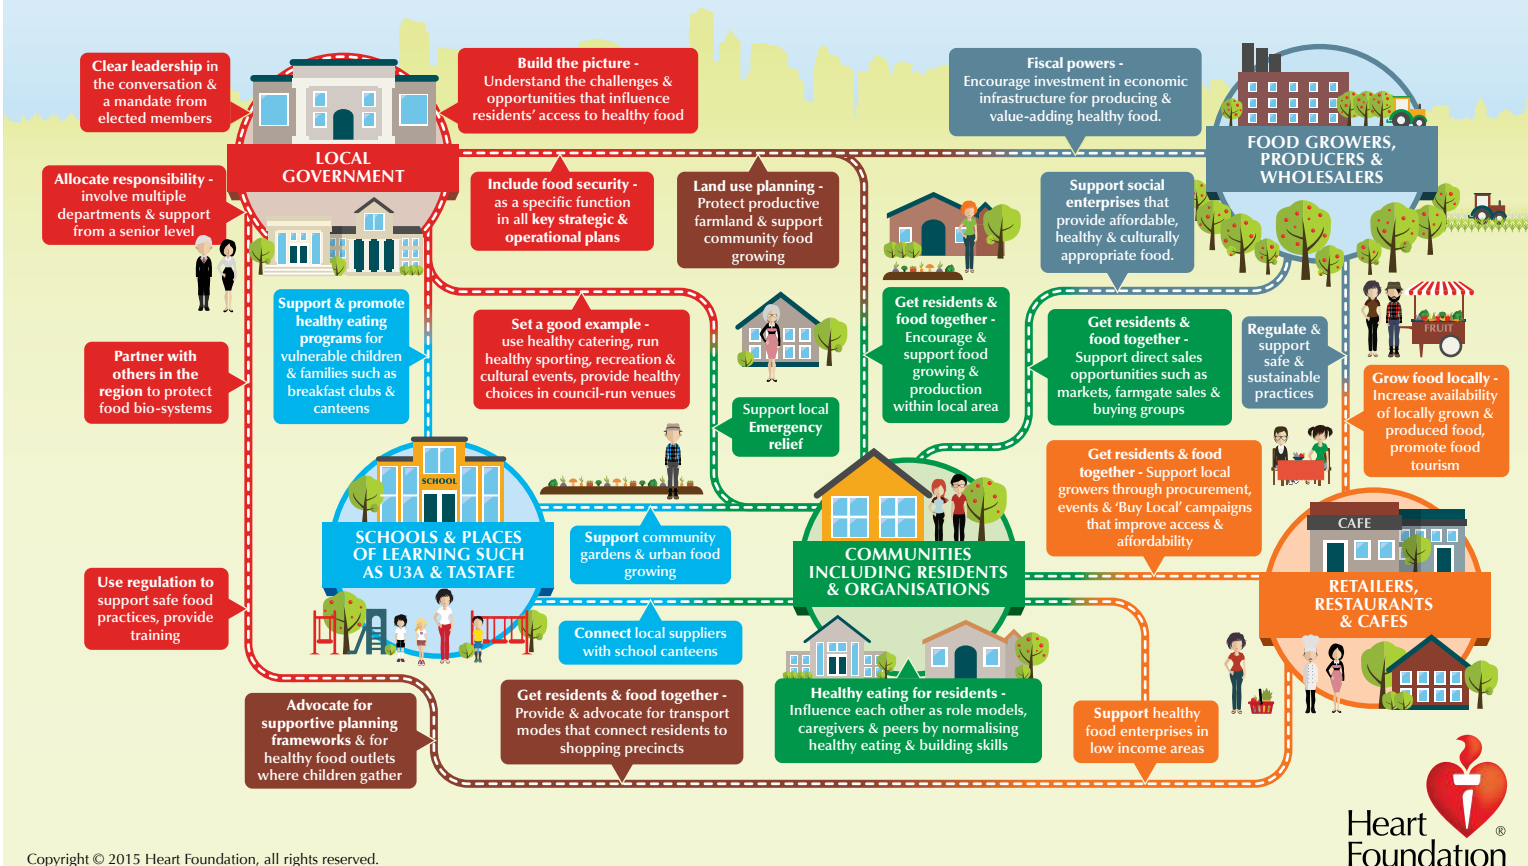 Clear leadership in
the conversation &
a mandate from
elected members
Build the picture -
Understand the challenges &
opportunities that influence
residents' access to healthy food
Fiscal powers -
Encourage investment in economic
infrastructure for producing &
value-adding healthy food.
LOCAL
GOVERNMENT
FOOD GROWERS,
PRODUCERS &
WHOLESALERS
Allocate responsibility -
involve multiple
departments & support
from a senior level
Include food security -
as a specific function
in all key strategic &
operational plans
Land use planning -
Protect productive
farmland & support
community food
growing
Support social
enterprises that
provide affordable,
healthy & culturally
appropriate food.
Support & promote
healthy eating
programs for
vulnerable children
& families such as
breakfast clubs &
canteens
Set a good example -
use healthy catering, run
healthy sporting, recreation &
cultural events, provide healthy
choices in council-run venues
Get residents &
food together -
Encourage &
support food
growing &
production
within local area
Get residents &
food together -
Support direct sales
opportunities such as
markets, farmgate sales &
buying groups
Regulate &
support
safe &
sustainable
practices
FRUIT
Partner with
others in the
region to protect
food bio-systems
Grow food locally -
Increase availability
of locally grown &
produced food,
promote food
tourism
Support local
Emergency
relief
Get residents & food
together - Support local
growers through procurement,
events & 'Buy Local' campaigns
that improve access &
affordability
SCHOOL
SCHOOLS & PLACES
OF LEARNING SUCH
AS U3A & TASTAFE
Support community
gardens & urban food
growing
COMMUNITIES
INCLUDING RESIDENTS
& ORGANISATIONS
CAFE
RETAILERS,
RESTAURANTS
& CAFES
Use regulation to
support safe food
practices, provide
training
Connect local suppliers
with school canteens
Advocate for
supportive planning
frameworks & for
healthy food outlets
where children gather
Get residents & food together -
Provide & advocate for transport
modes that connect residents to
shopping precincts
Healthy eating for residents -
Influence each other as role models,
caregivers & peers by normalising
healthy eating & building skills
Support healthy
food enterprises in
low income areas
Heart
Foundation
®
Copyright © 2015 Heart Foundation, all rights reserved.